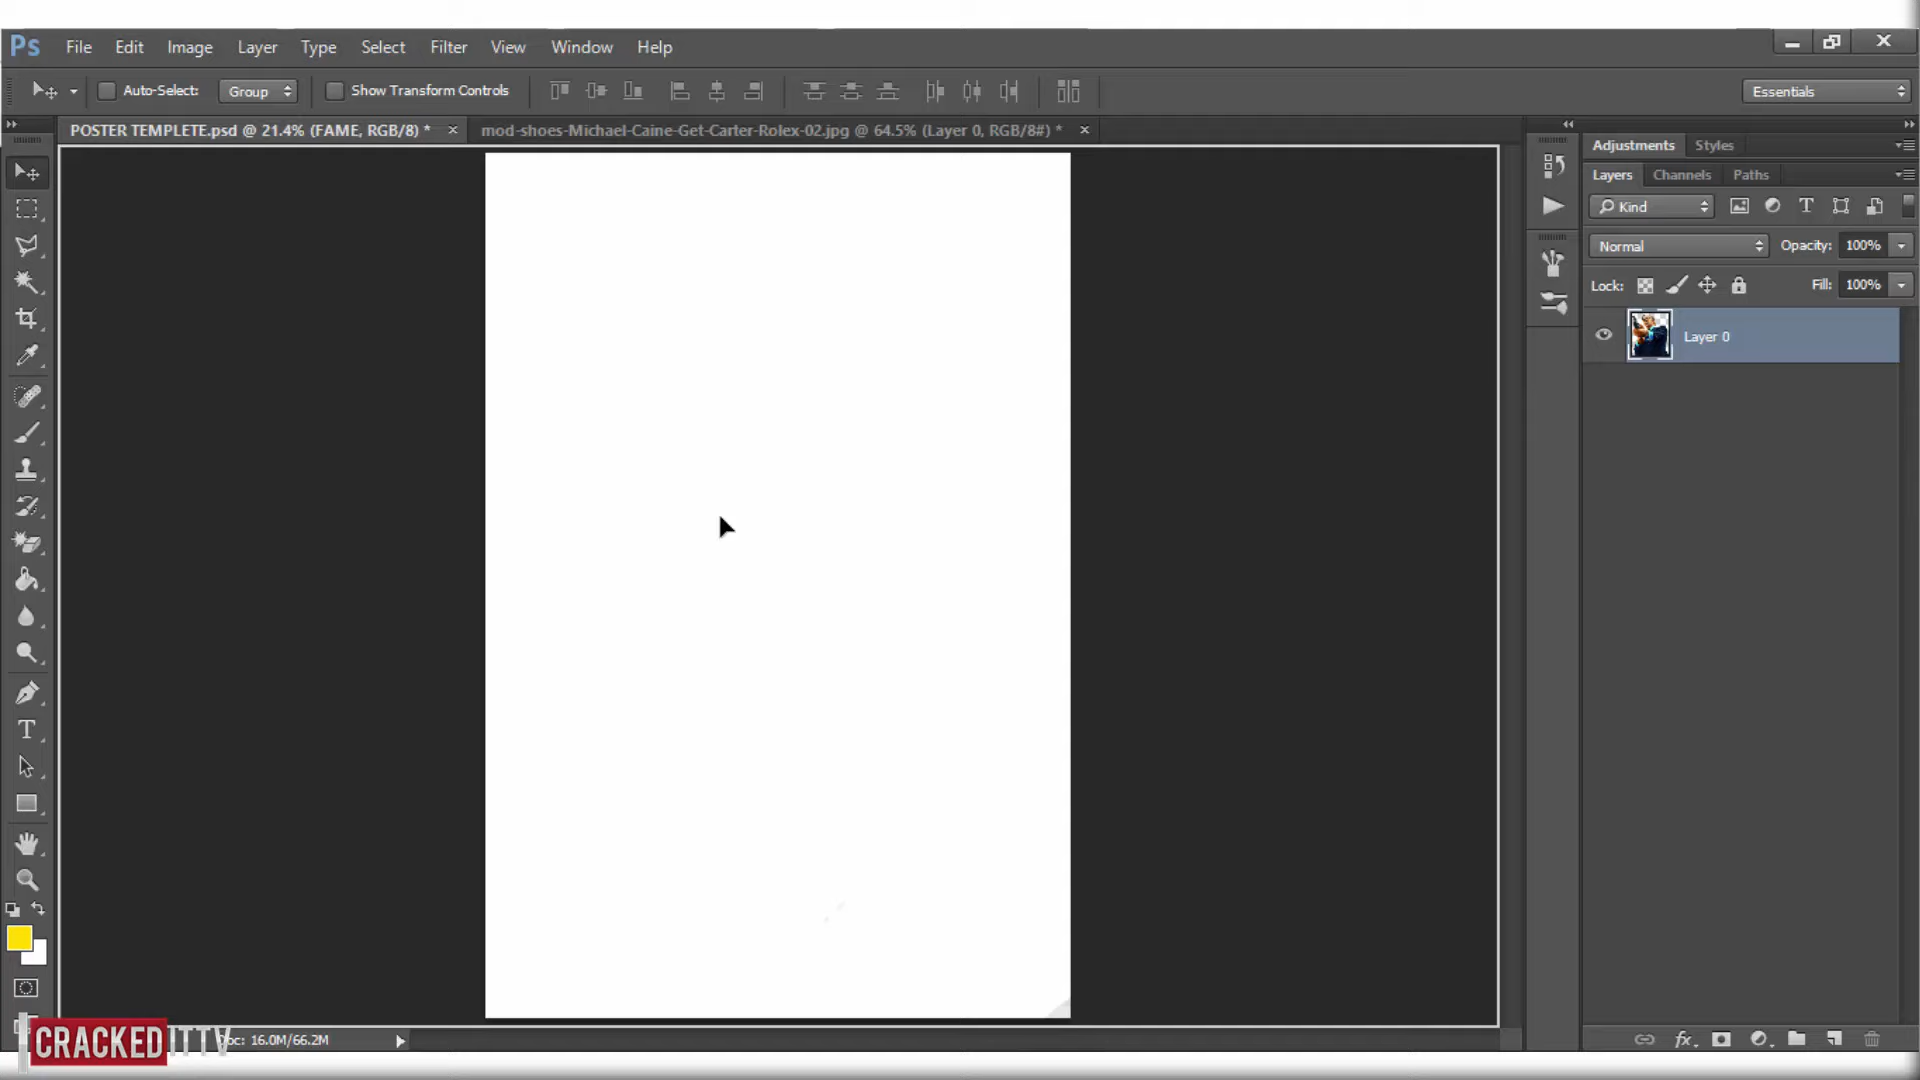 Ps File Edit Image Layer Type Select Filter View Window Help
Auto-Select: Group Show Transform Controls Essentials
POSTER TEMPLETE.psd @ 21.4% (FAME, RGB/8) * mod-shoes-Michael-Caine-Get-Carter-Rolex-02.jpg @ 64.5% (Layer 0, RGB/8#) *
Adjustments Styles
Layers Channels Paths
Kind
Normal Opacity: 100%
Lock: Fill: 100%
Layer 0
T
fx
CRACKEDITTV
Doc: 16.0M/66.2M